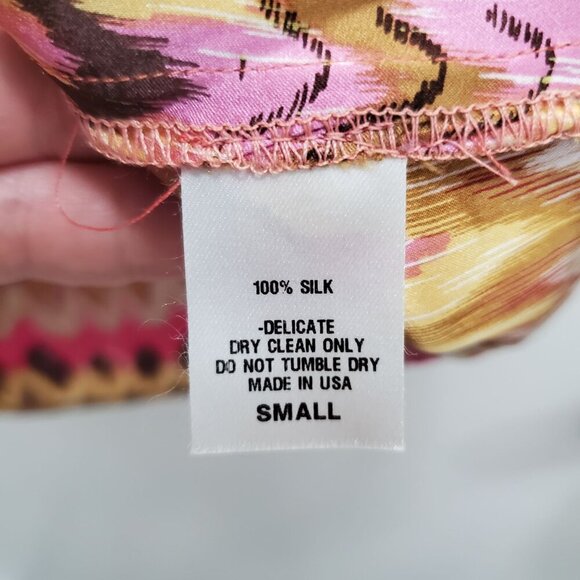 100% SILK
-DELICATE
DRY CLEAN ONLY
DO NOT TUMBLE DRY
MADE IN USA
SMALL